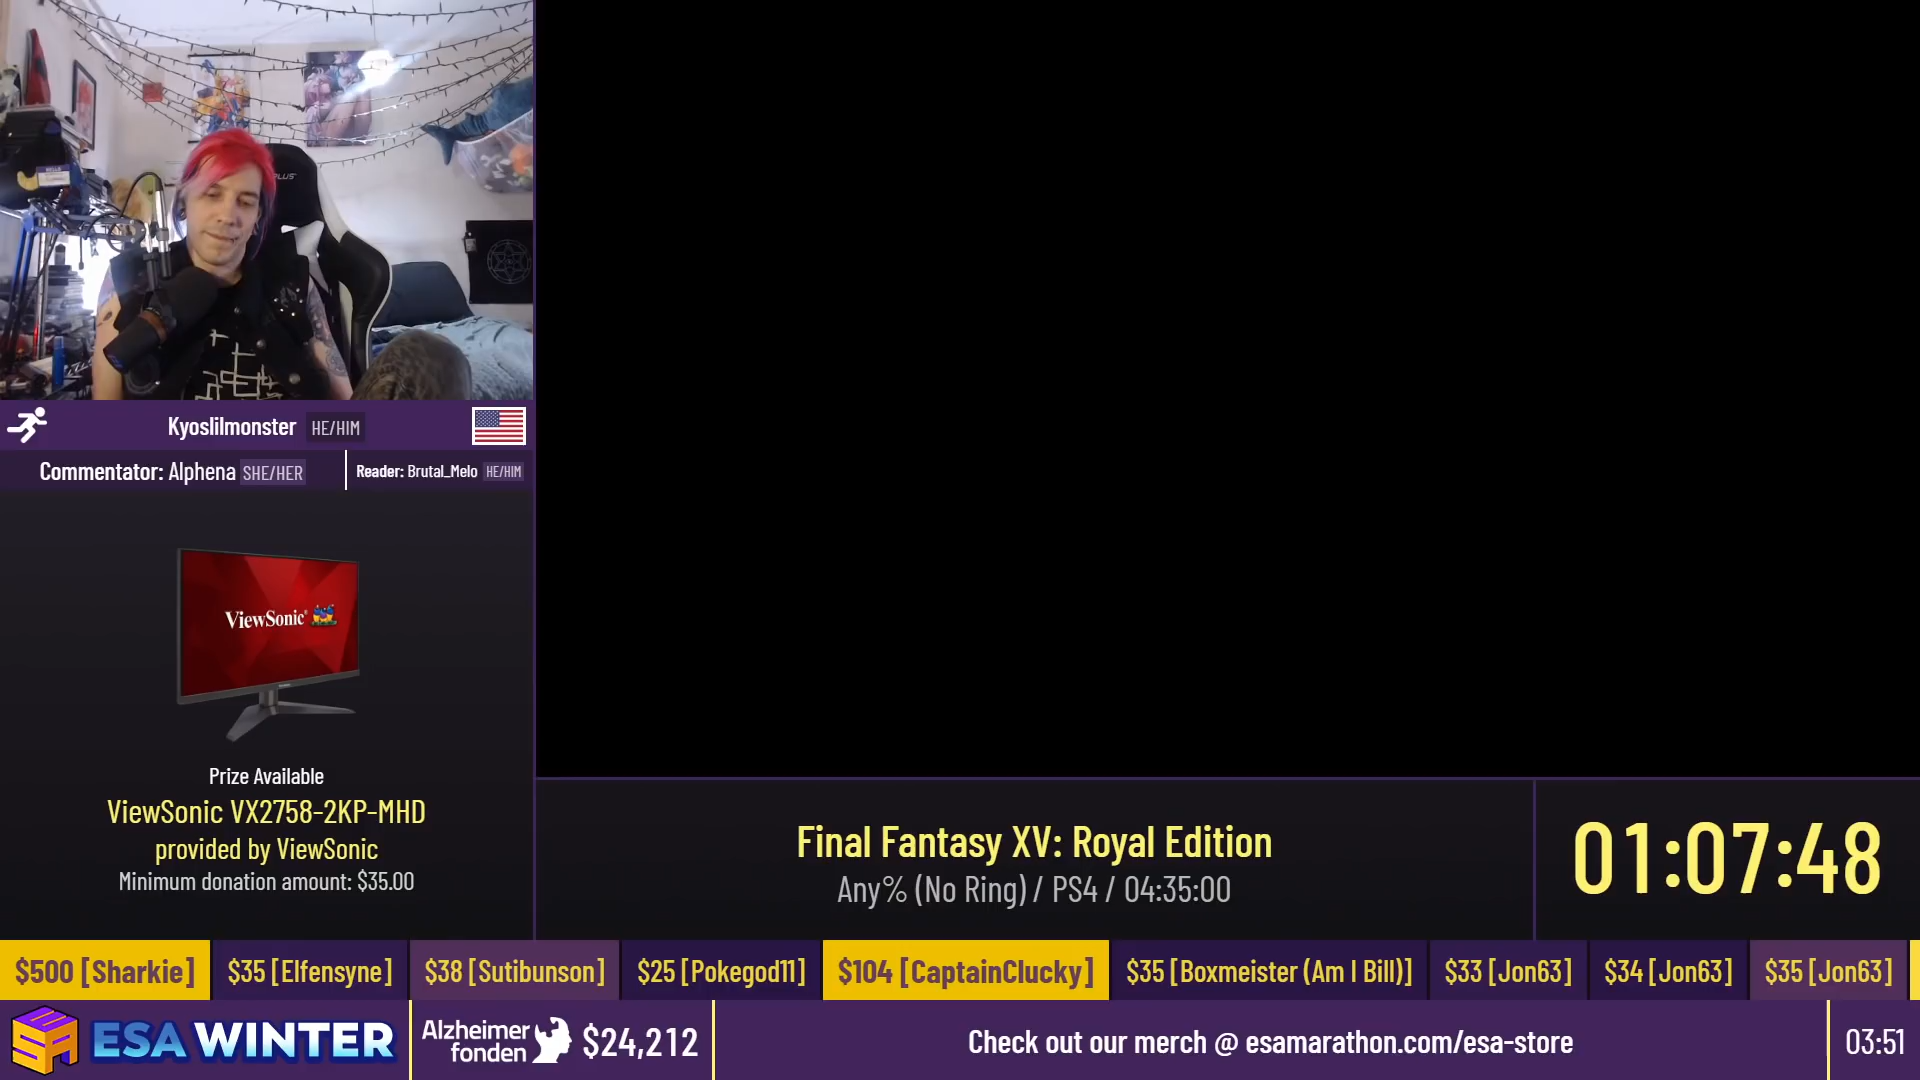 PLUS
Kyoslilmonster HE/HIM
Commentator: Alphena SHE/HER
Reader: Brutal_Melo HE/HIM
ViewSonic
Prize Available
ViewSonic VX2758-2KP-MHD
provided by ViewSonic
Minimum donation amount: $35.00
Final Fantasy XV: Royal Edition
Any% (No Ring) / PS4 / 04:35:00
01:07:48
$500 [Sharkie]
$35 [Elfensyne]
$38 [Sutibunson]
$25 [Pokegod11]
$104 [CaptainClucky]
$35 [Boxmeister (Am I Bill)]
$33 [Jon63]
$34 [Jon63]
$35 [Jon63]
ESA WINTER
Alzheimer
fonden
$24,212
Check out our merch @ esamarathon.com/esa-store
03:51